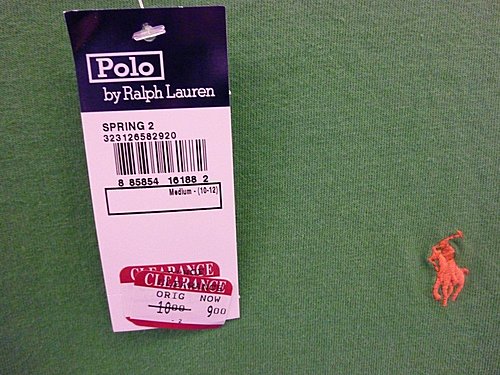 Polo
by Ralph Lauren
SPRING 2
323126582920
8 85854 16188 2
Medium - (10-12)
CLEARANCE
CLEARANCE
ORIG NOW
1000 900